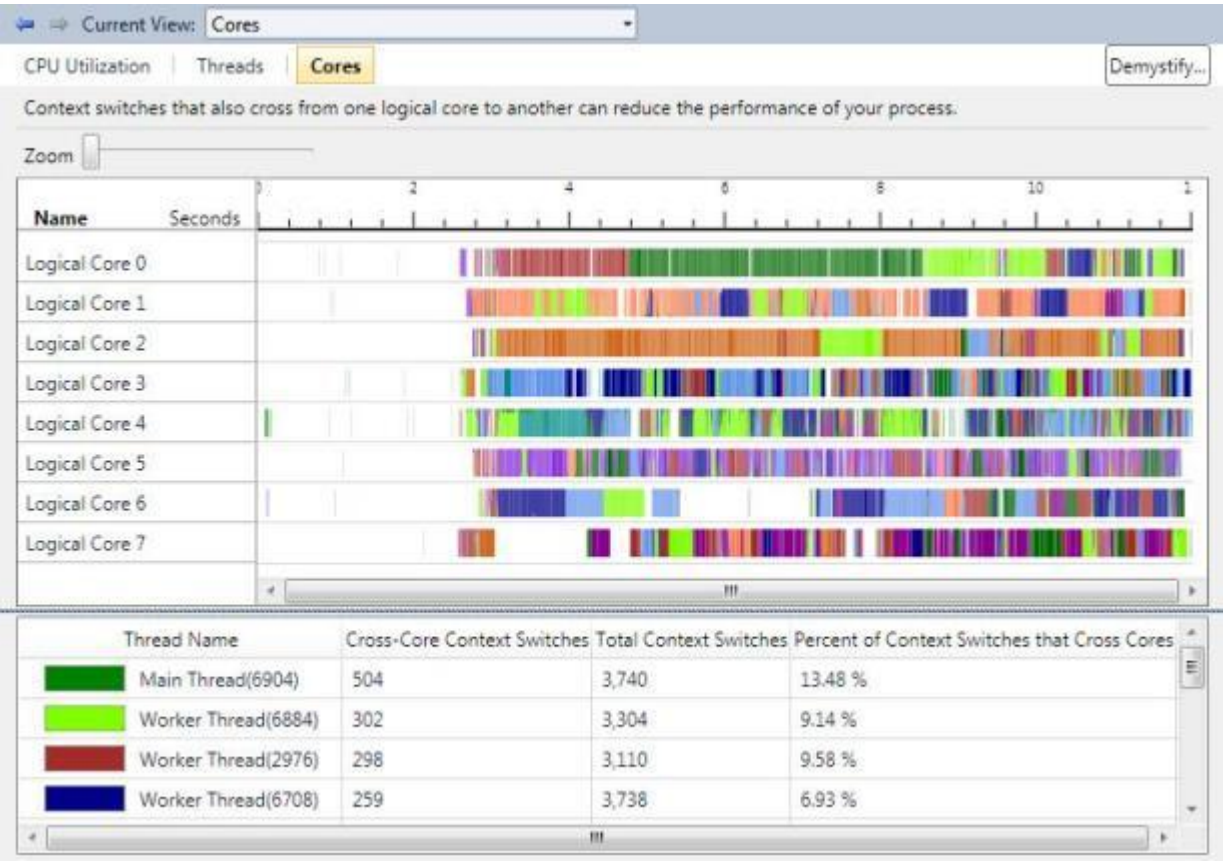 Current View: Cores
CPU Utilization Threads Cores Demystify...
Context switches that also cross from one logical core to another can reduce the performance of your process.
Zoom
0 2 4 6 8 10 1
Name Seconds
Logical Core 0
Logical Core 1
Logical Core 2
Logical Core 3
Logical Core 4
Logical Core 5
Logical Core 6
Logical Core 7
Thread Name Cross-Core Context Switches Total Context Switches Percent of Context Switches that Cross Cores
Main Thread(6904) 504 3,740 13.48 %
Worker Thread(6884) 302 3,304 9.14 %
Worker Thread(2976) 298 3,110 9.58 %
Worker Thread(6708) 259 3,738 6.93 %